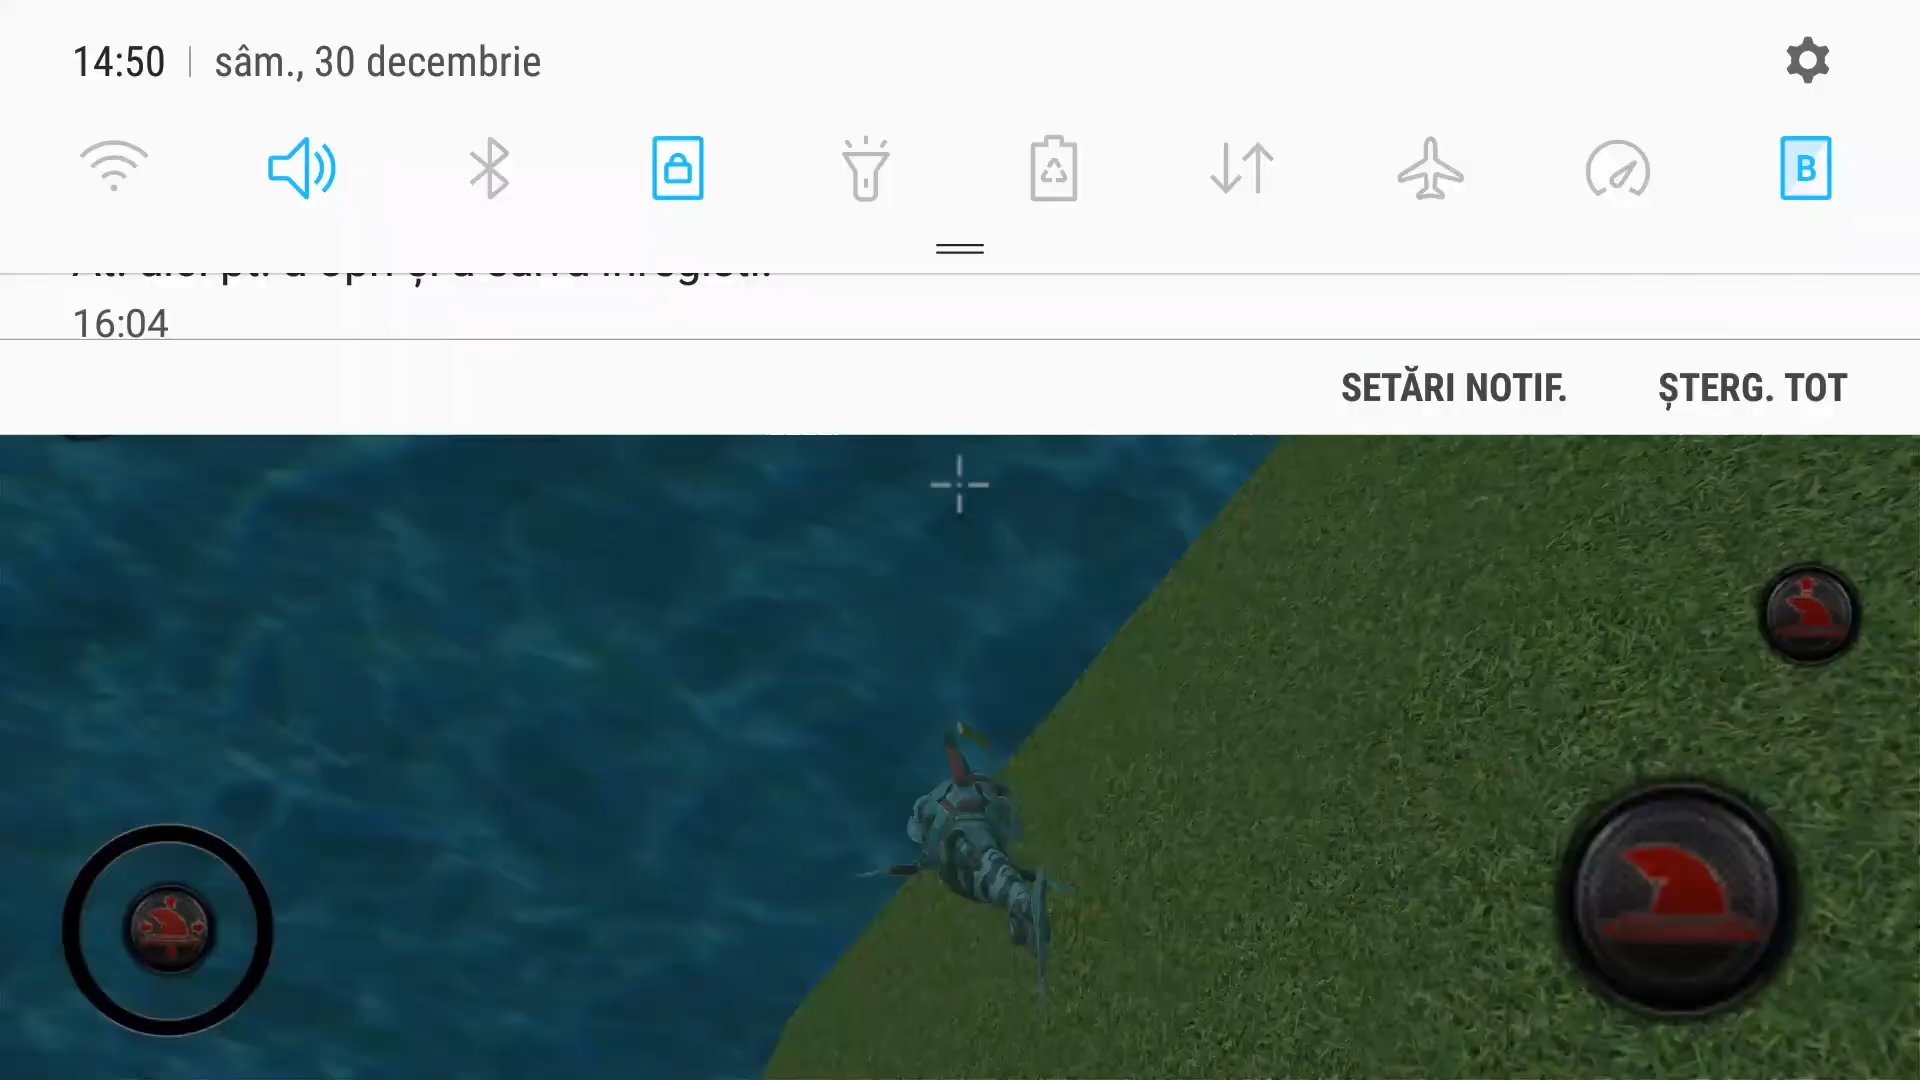 14:50 | sâm., 30 decembrie
B
16:04
SETĂRI NOTIF. ȘTERG. TOT